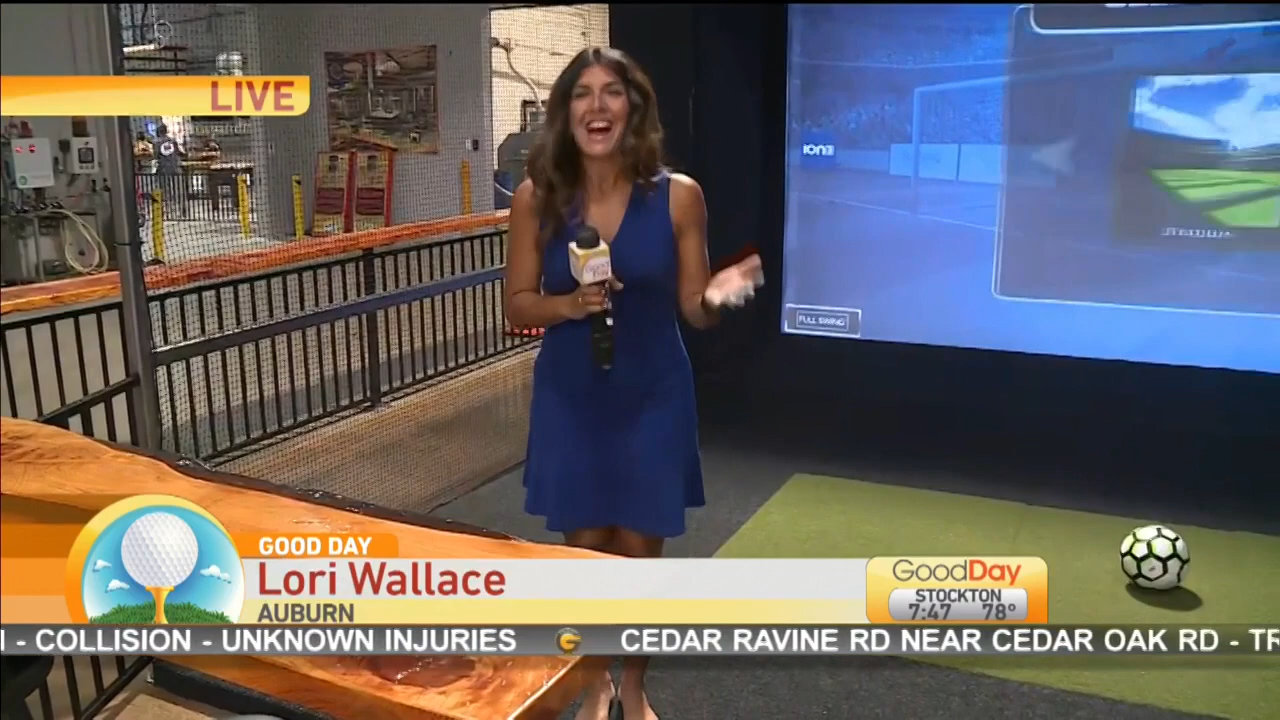 LIVE
ion3
FULL SWING
GOOD DAY
Lori Wallace
AUBURN
GoodDay
STOCKTON
7:47 78°
- COLLISION - UNKNOWN INJURIES CEDAR RAVINE RD NEAR CEDAR OAK RD - TR